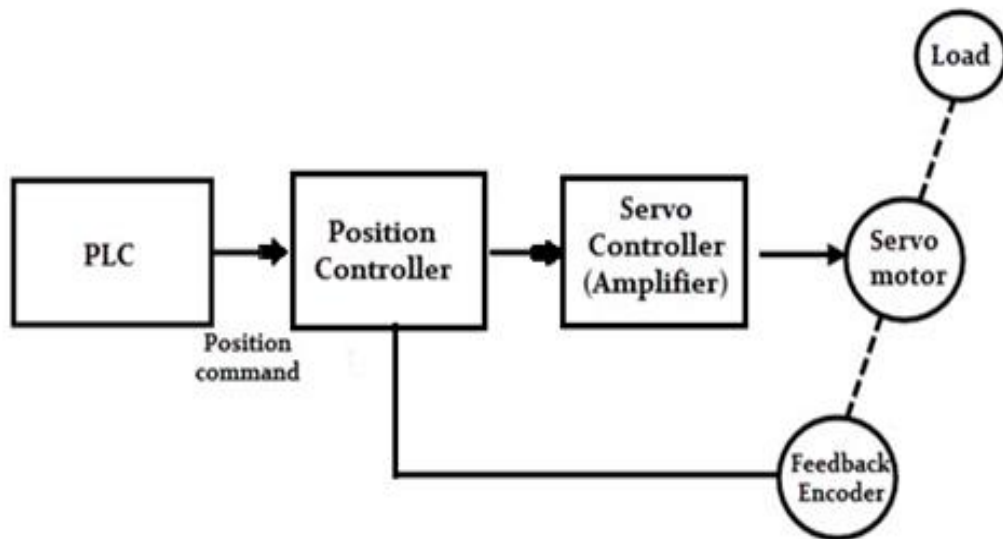 Load
PLC
Position
Controller
Servo
Controller
(Amplifier)
Servo
motor
Position
command
Feedback
Encoder